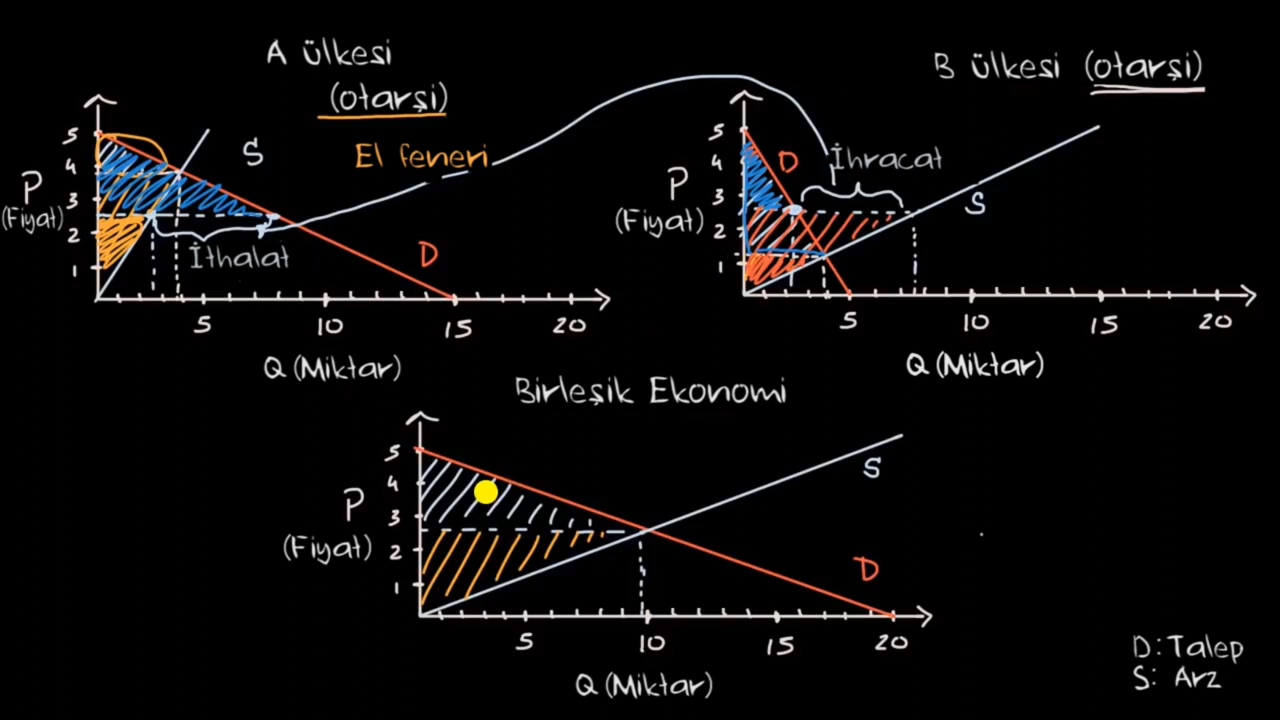 A ülkesi
(otarşi)
El feneri
S
D
İthalat
P
(Fiyat)
5
4
3
2
1
5 10 15 20
Q (Miktar)
B ülkesi (otarşi)
D
İhracat
S
P
(Fiyat)
5
4
3
2
1
5 10 15 20
Q (Miktar)
Birleşik Ekonomi
S
D
P
(Fiyat)
5
4
3
2
1
5 10 15 20
Q (Miktar)
D: Talep
S: Arz